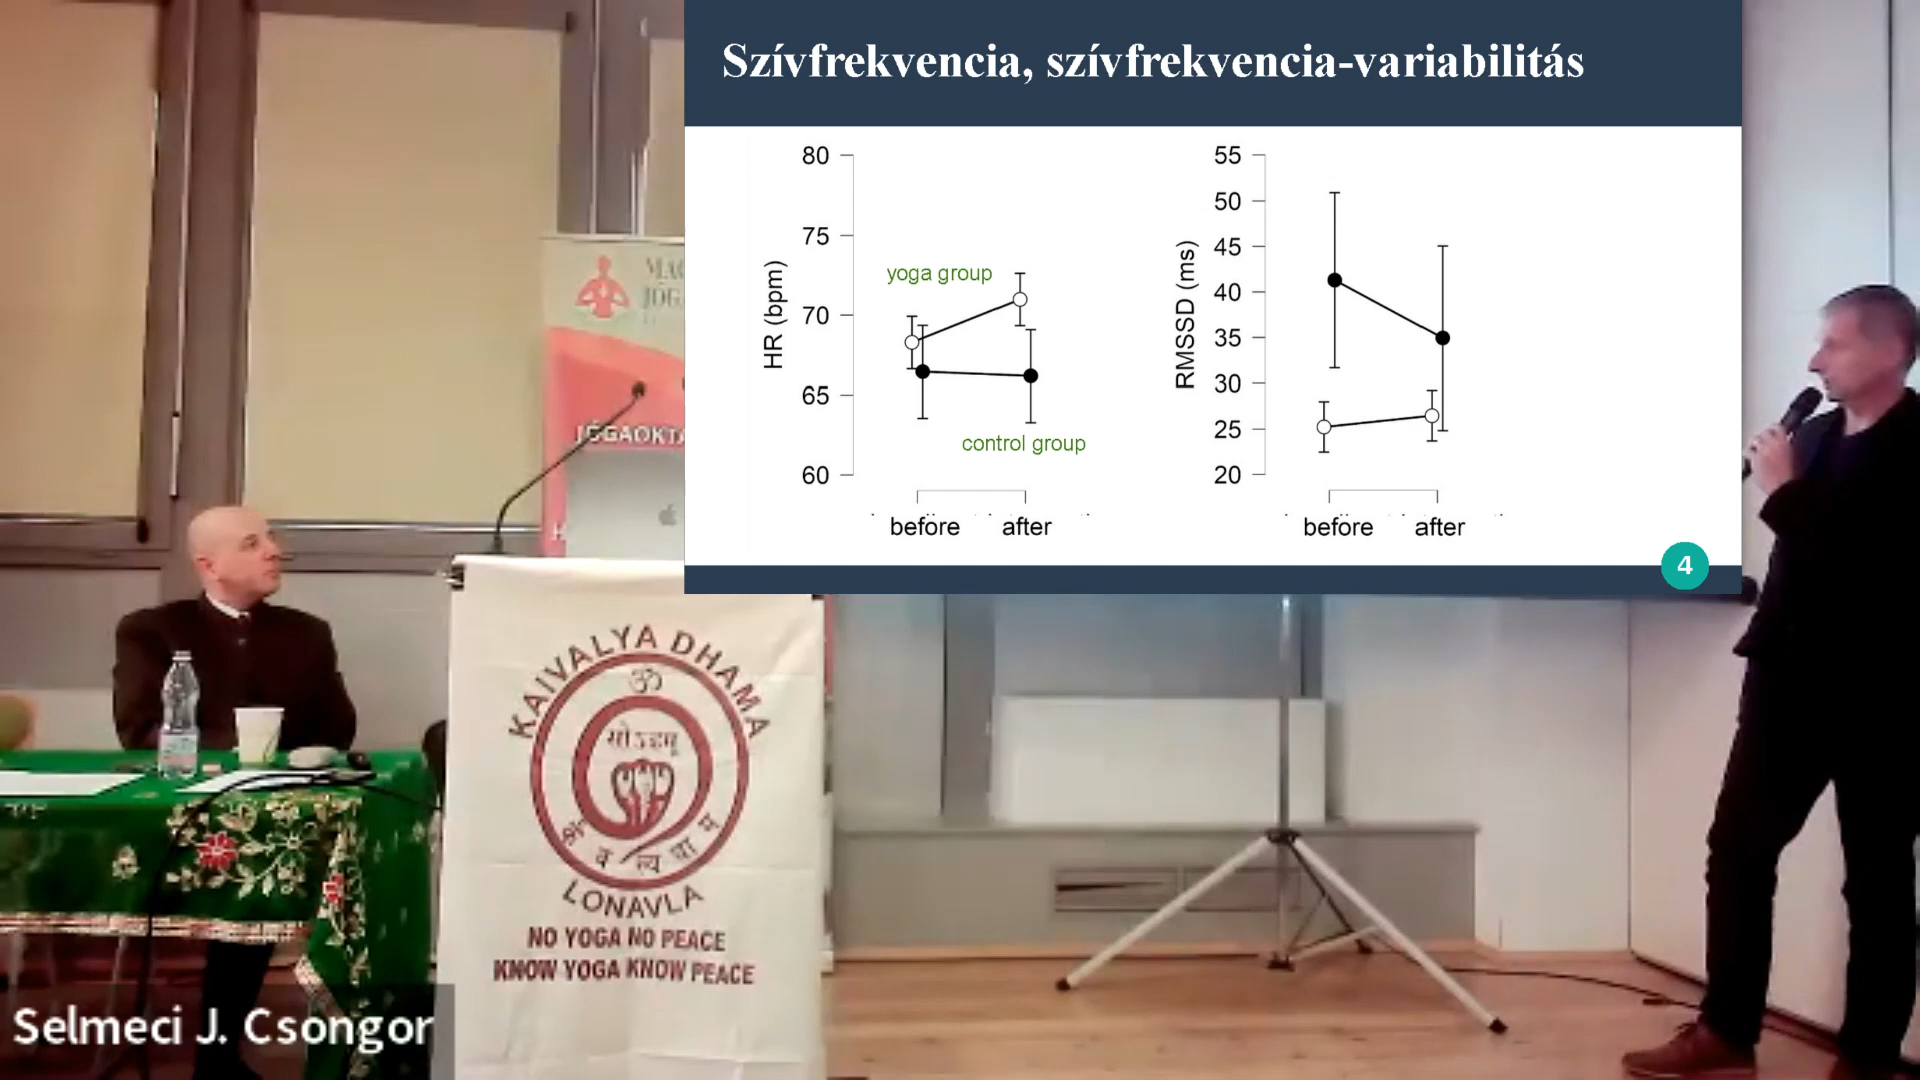 Szívfrekvencia, szívfrekvencia-variabilitás
80
75
70
65
60
HR (bpm)
yoga group
control group
before after
55
50
45
40
35
30
25
20
RMSSD (ms)
before after
4
KAIVALYA DHAMA
ॐ
LONAVLA
NO YOGA NO PEACE
KNOW YOGA KNOW PEACE
Selmeci J. Csongor